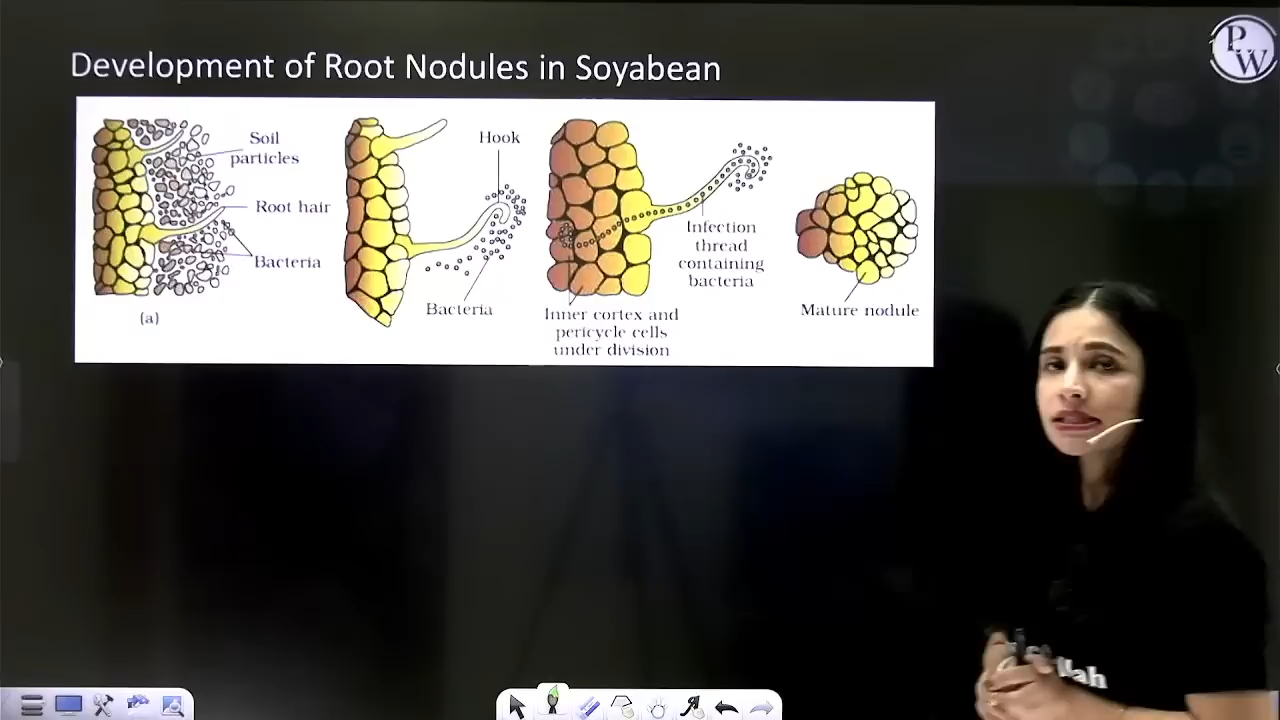 Development of Root Nodules in Soyabean
PW
Soil
particles
Root hair
Bacteria
(a)
Hook
Bacteria
Infection
thread
containing
bacteria
Inner cortex and
pericycle cells
under division
Mature nodule